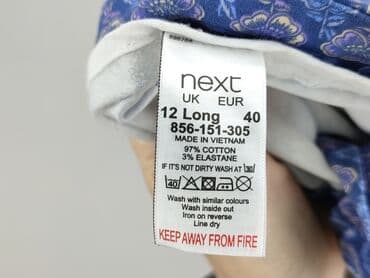 next
UK EUR
12 Long 40
856-151-305
MADE IN VIETNAM
97% COTTON
3% ELASTANE
IF IT'S NOT DIRTY WASH AT 30
40
Wash with similar colours
Wash inside out
Iron on reverse
Line dry
KEEP AWAY FROM FIRE